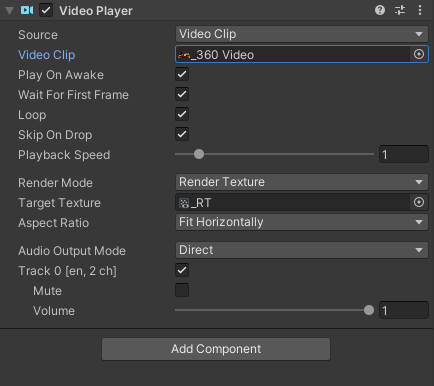 Video Player
Source Video Clip
Video Clip _360 Video
Play On Awake
Wait For First Frame
Loop
Skip On Drop
Playback Speed 1
Render Mode Render Texture
Target Texture _RT
Aspect Ratio Fit Horizontally
Audio Output Mode Direct
Track 0 [en, 2 ch]
Mute
Volume 1
Add Component